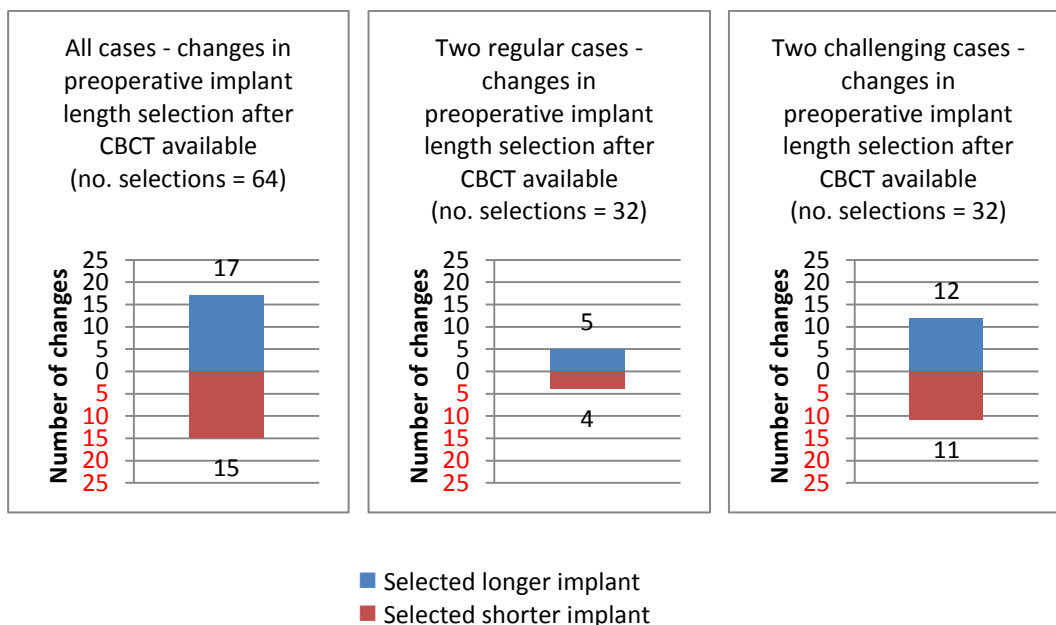 All cases - changes in
preoperative implant
length selection after
CBCT available
(no. selections = 64)
Number of changes
25
20
15
10
5
0
5
10
15
20
25
17
15
Two regular cases -
changes in
preoperative implant
length selection after
CBCT available
(no. selections = 32)
Number of changes
25
20
15
10
5
0
5
10
15
20
25
5
4
Two challenging cases -
changes in
preoperative implant
length selection after
CBCT available
(no. selections = 32)
Number of changes
25
20
15
10
5
0
5
10
15
20
25
12
11
Selected longer implant
Selected shorter implant